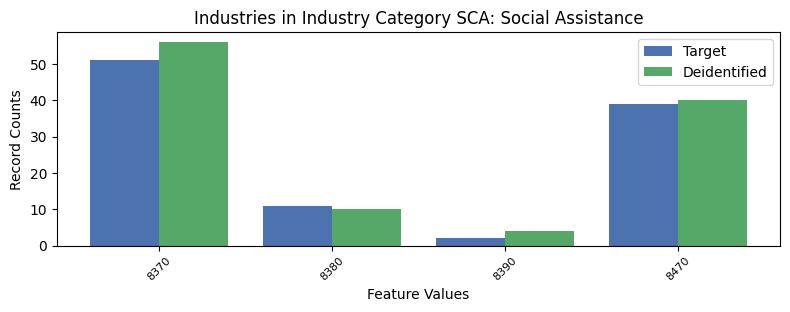 Industries in Industry Category SCA: Social Assistance
Target
Deidentified
Record Counts
50
40
30
20
10
0
8370
8380
8390
8470
Feature Values